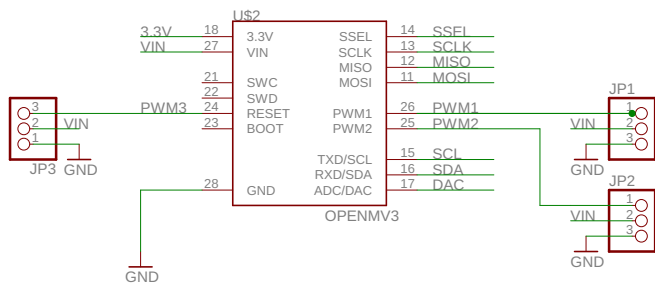 U$2
3.3V 18 3.3V SSEL 14 SSEL
VIN 27 VIN SCLK 13 SCLK
MISO 12 MISO
21 SWC MOSI 11 MOSI
22 SWD
JP1
3 PWM3 24 RESET PWM1 26 PWM1 1
2 VIN 23 BOOT PWM2 25 PWM2 VIN 2
1 3
JP3 GND TXD/SCL 15 SCL GND
RXD/SDA 16 SDA JP2
28 GND ADC/DAC 17 DAC
1
OPENMV3 VIN 2
3
GND GND